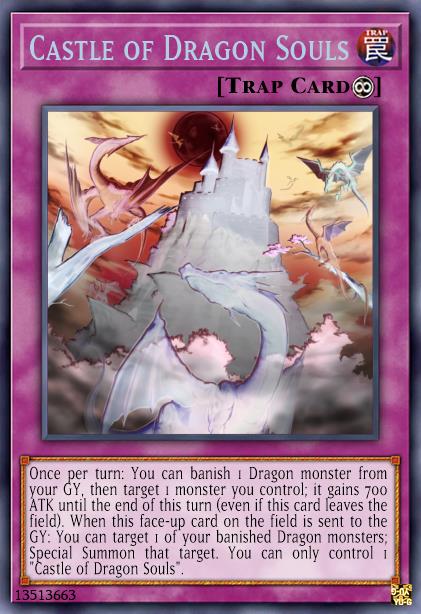 Castle of Dragon Souls
TRAP
罠
[Trap Card]
Once per turn: You can banish 1 Dragon monster from
your GY, then target 1 monster you control; it gains 700
ATK until the end of this turn (even if this card leaves the
field). When this face-up card on the field is sent to the
GY: You can target 1 of your banished Dragon monsters;
Special Summon that target. You can only control 1
"Castle of Dragon Souls".
13513663